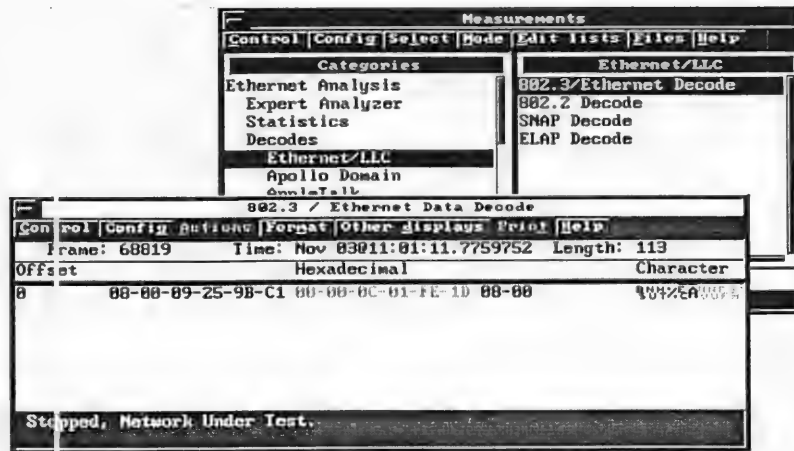 Measurements
Control Config Select Mode Edit lists Files Help
Categories
Ethernet/LLC
Ethernet Analysis
Expert Analyzer
Statistics
Decodes
Ethernet/LLC
Apollo Domain
AppleTalk
802.3/Ethernet Decode
802.2 Decode
SNAP Decode
ELAP Decode
802.3 / Ethernet Data Decode
Control Config Actions Format Other displays Print Help
Frame: 68819 Time: Nov 03@11:01:11.7759752 Length: 113
Offset Hexadecimal Character
0 08-00-09-25-9B-C1 00-00-0C-01-FE-1D 08-00
Stopped, Network Under Test.